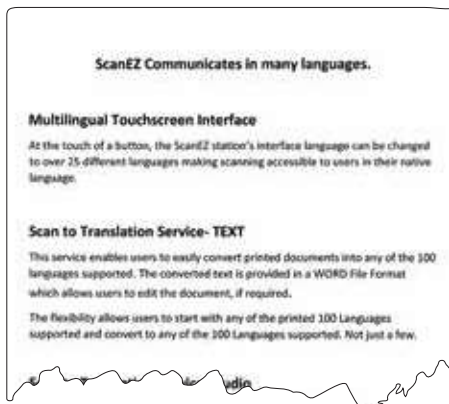 ScanEZ Communicates in many languages.
Multilingual Touchscreen Interface
At the touch of a button, the ScanEZ station's interface language can be changed
to over 25 different languages making scanning accessible to users in their native
language.
Scan to Translation Service- TEXT
This service enables users to easily convert printed documents into any of the 100
languages supported. The converted text is provided in a WORD File Format
which allows users to edit the document, if required.
The flexibility allows users to start with any of the printed 100 Languages
supported and convert to any of the 100 Languages supported. Not just a few.